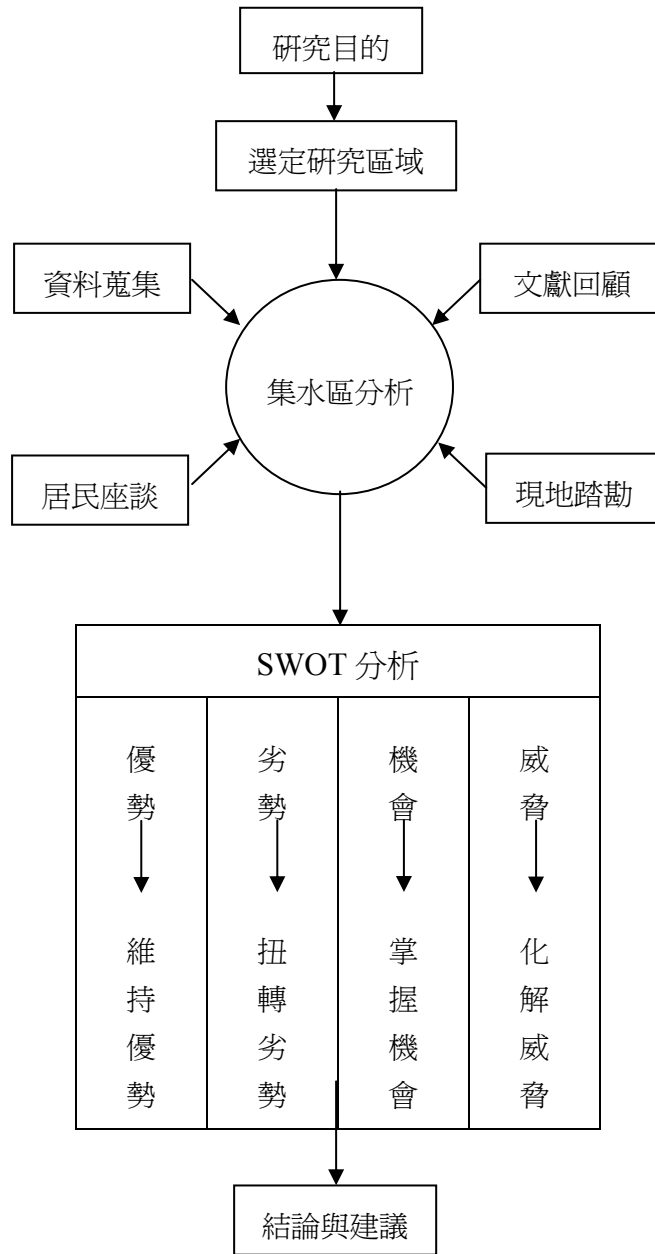 研究目的
選定研究區域
資料蒐集
文獻回顧
集水區分析
居民座談
現地踏勘
SWOT 分析
優勢
劣勢
機會
威脅
維持優勢
扭轉劣勢
掌握機會
化解威脅
結論與建議